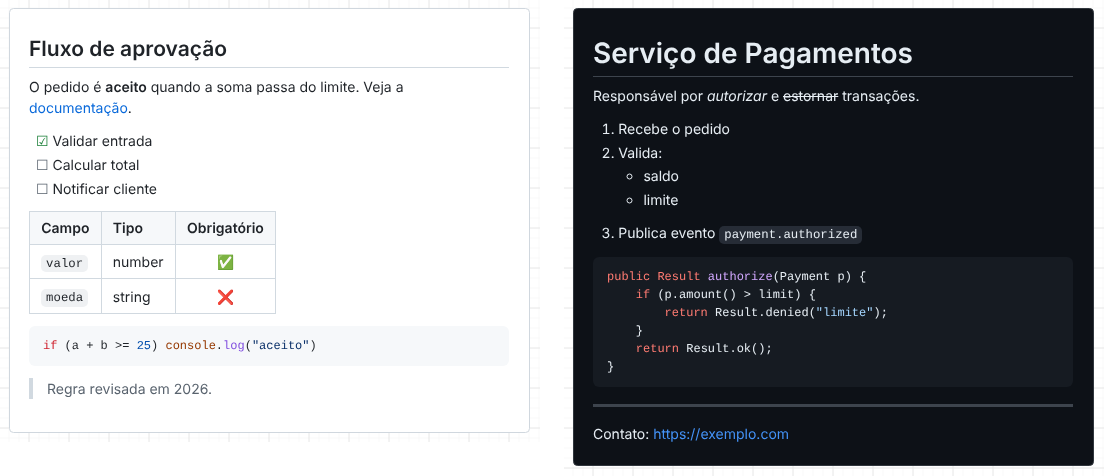 Fluxo de aprovação
O pedido é aceito quando a soma passa do limite. Veja a
documentação.
☑ Validar entrada
☐ Calcular total
☐ Notificar cliente
Campo Tipo Obrigatório
valor number ✅
moeda string ❌
if (a + b >= 25) console.log("aceito")
Regra revisada em 2026.
Serviço de Pagamentos
Responsável por autorizar e estornar transações.
1. Recebe o pedido
2. Valida:
◦ saldo
◦ limite
3. Publica evento payment.authorized
public Result authorize(Payment p) {
    if (p.amount() > limit) {
        return Result.denied("limite");
    }
    return Result.ok();
}
Contato: https://exemplo.com